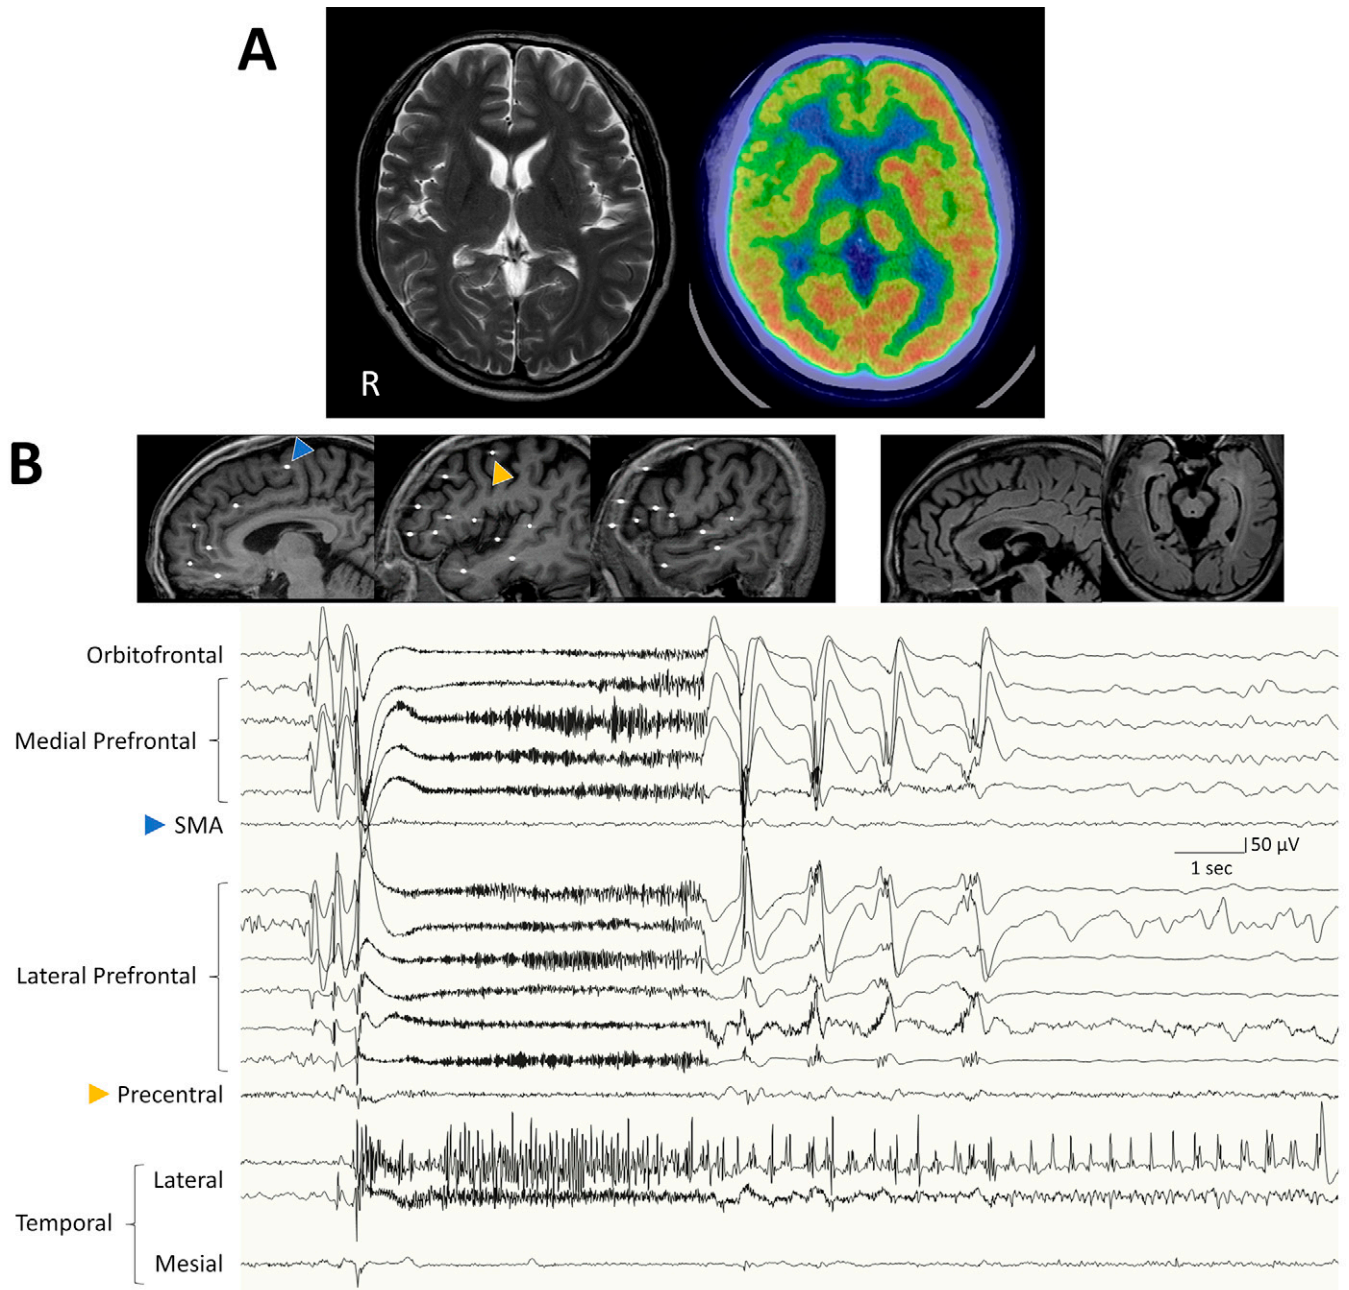 A
R
B
Orbitofrontal
Medial Prefrontal
SMA
50 µV
1 sec
Lateral Prefrontal
Precentral
Lateral
Temporal
Mesial